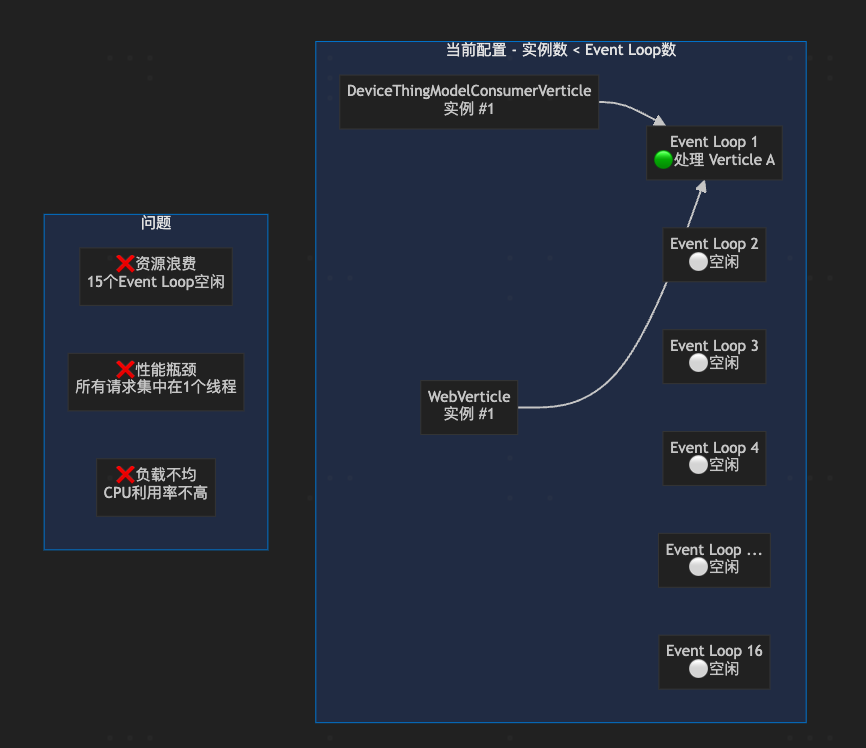 当前配置 - 实例数 < Event Loop数
DeviceThingModelConsumerVerticle
实例 #1
Event Loop 1
🟢处理 Verticle A
Event Loop 2
⚪空闲
Event Loop 3
⚪空闲
WebVerticle
实例 #1
Event Loop 4
⚪空闲
Event Loop ...
⚪空闲
Event Loop 16
⚪空闲
问题
❌资源浪费
15个Event Loop空闲
❌性能瓶颈
所有请求集中在1个线程
❌负载不均
CPU利用率不高